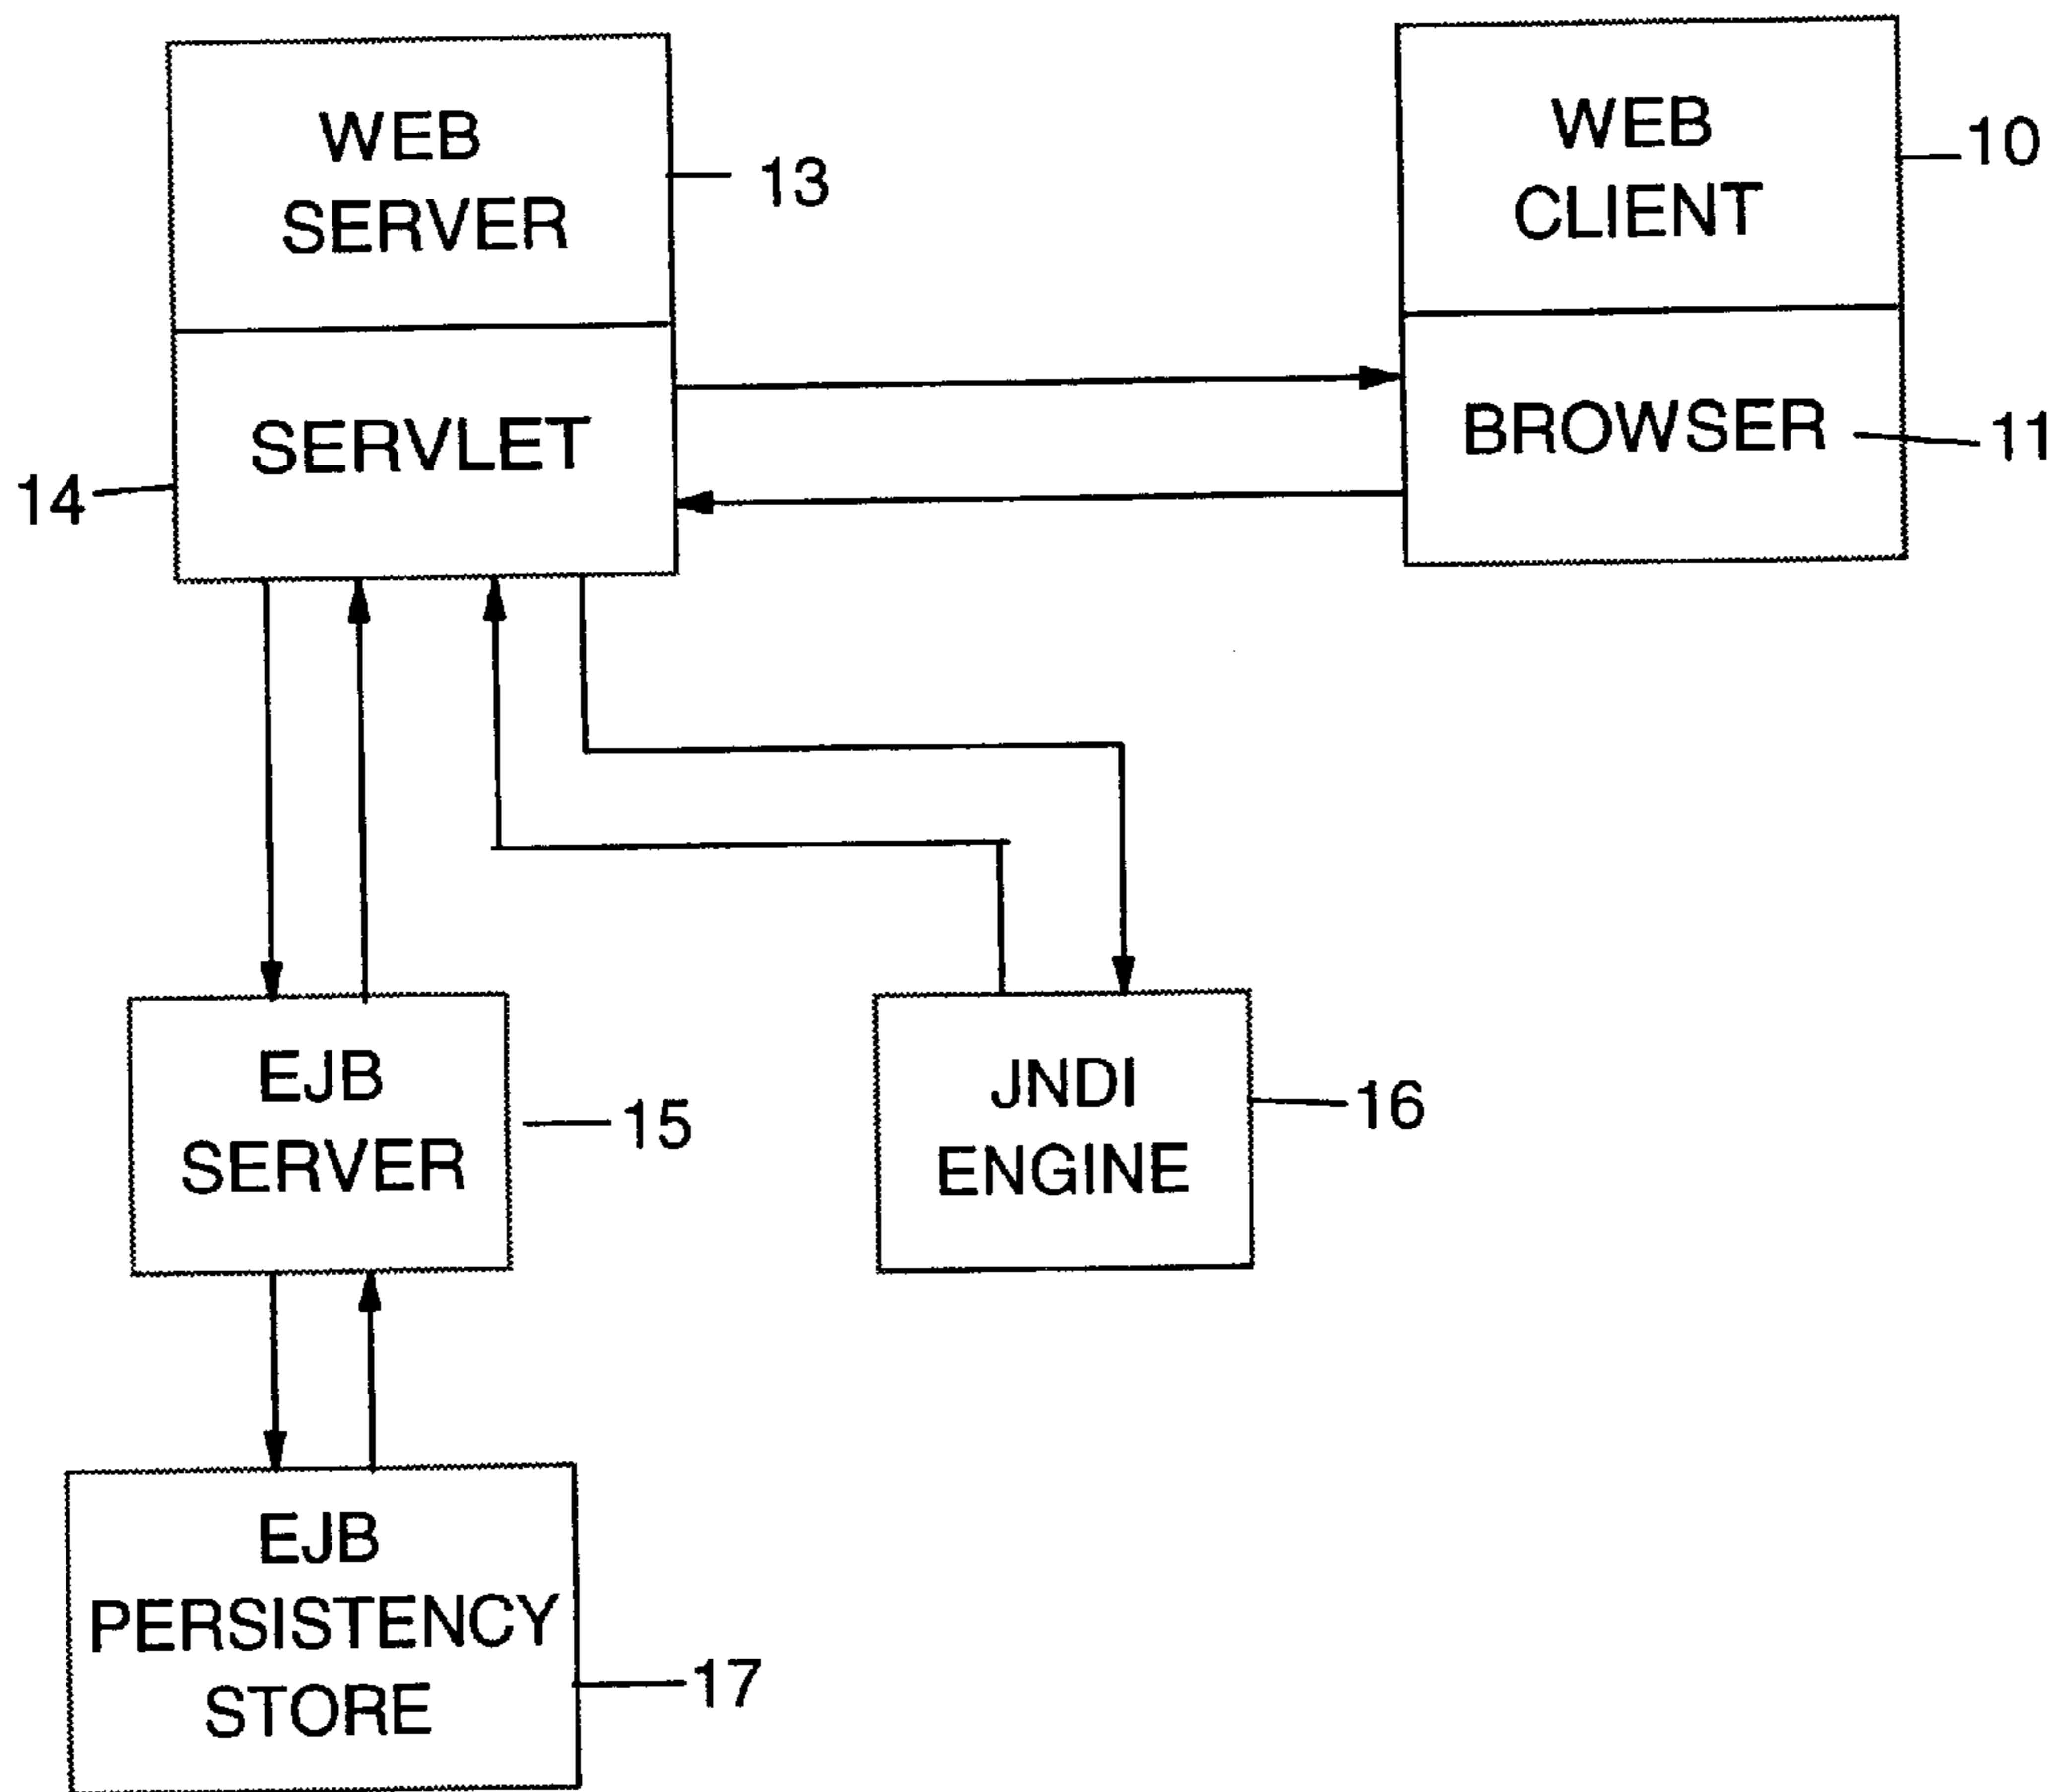 WEB
SERVER
13
WEB
CLIENT
10
SERVLET
14
BROWSER
11
EJB
SERVER
15
JNDI
ENGINE
16
EJB
PERSISTENCY
STORE
17